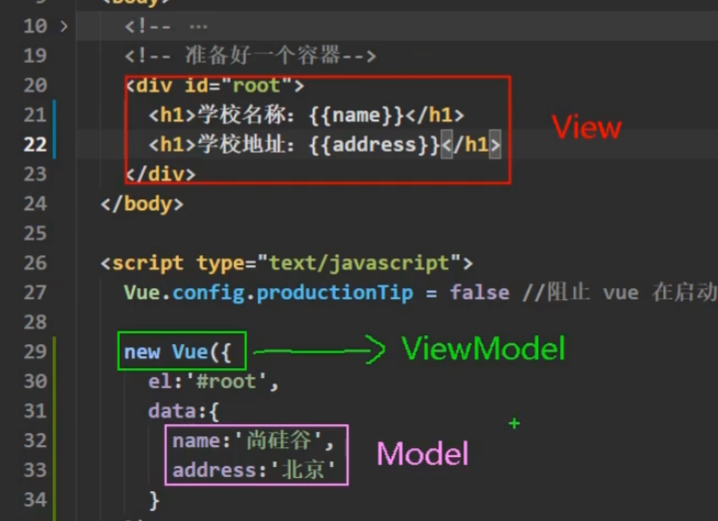 10 > <!-- ⋯
19 <!-- 准备好一个容器-->
20 <div id="root">
21 <h1>学校名称：{{name}}</h1>
22 <h1>学校地址：{{address}}</h1>
View
23 </div>
24 </body>
25
26 <script type="text/javascript">
27 Vue.config.productionTip = false //阻止 vue 在启动
28
29 new Vue({
ViewModel
30 el:'#root',
31 data:{
32 name:'尚硅谷',
33 address:'北京'
Model
34 }